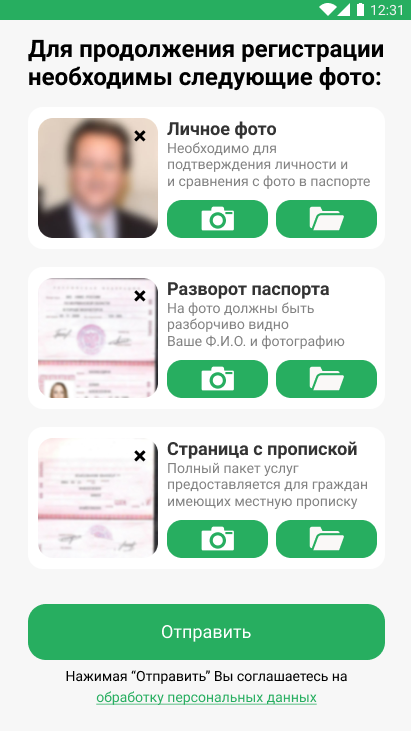 12:31
Для продолжения регистрации
необходимы следующие фото:
Личное фото
Необходимо для
подтверждения личности и
и сравнения с фото в паспорте
Разворот паспорта
На фото должны быть
разборчиво видно
Ваше Ф.И.О. и фотографию
Страница с пропиской
Полный пакет услуг
предоставляется для граждан
имеющих местную прописку
Отправить
Нажимая “Отправить” Вы соглашаетесь на
обработку персональных данных